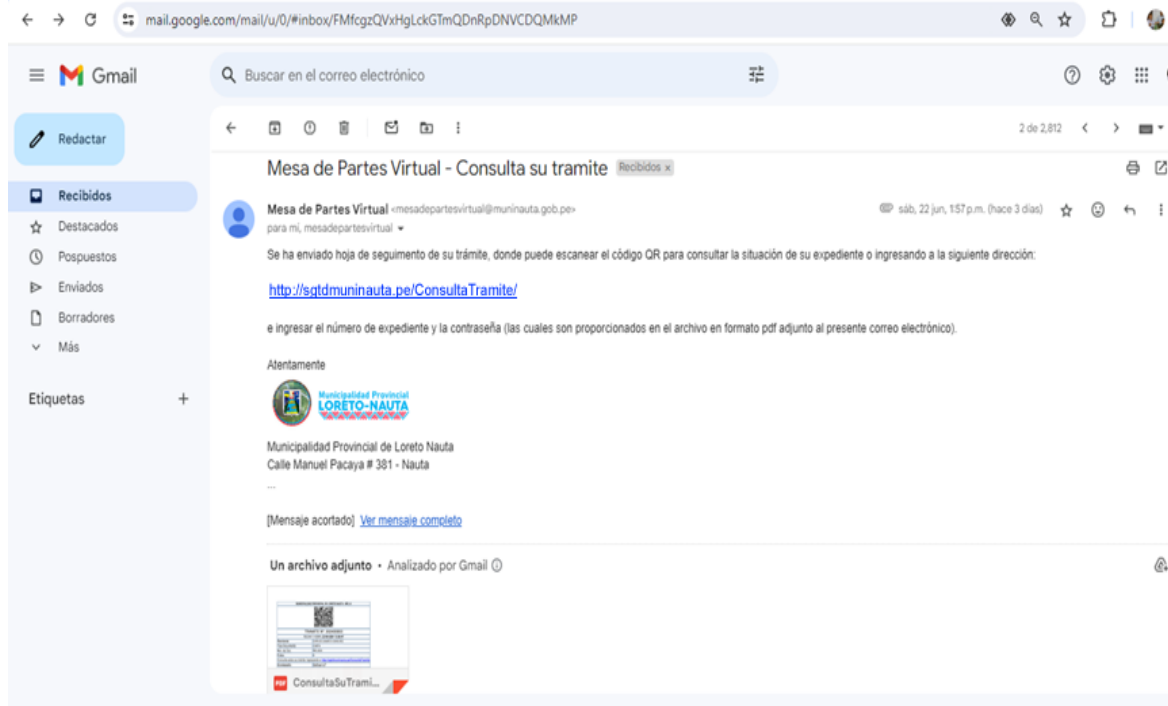 mail.google.com/mail/u/0/#inbox/FMfcgzQVxHgLckGTmQDnRpDNVCDQMkMP
Gmail
Buscar en el correo electrónico
Redactar
2 de 2,812
Mesa de Partes Virtual - Consulta su tramite Recibidos x
Recibidos
Mesa de Partes Virtual <mesadepartesvirtual@muninauta.gob.pe>
sáb, 22 jun, 1:57 p.m. (hace 3 días)
Destacados
para mí, mesadepartesvirtual
Pospuestos
Se ha enviado hoja de seguimento de su trámite, donde puede escanear el código QR para consultar la situación de su expediente o ingresando a la siguiente dirección:
Enviados
http://sgtdmuninauta.pe/ConsultaTramite/
Borradores
e ingresar el número de expediente y la contraseña (las cuales son proporcionados en el archivo en formato pdf adjunto al presente correo electrónico).
Más
Atentamente
Etiquetas +
Municipalidad Provincial
LORETO-NAUTA
Municipalidad Provincial de Loreto Nauta
Calle Manuel Pacaya # 381 - Nauta
...
[Mensaje acortado] Ver mensaje completo
Un archivo adjunto • Analizado por Gmail
PDF ConsultaSuTrami...